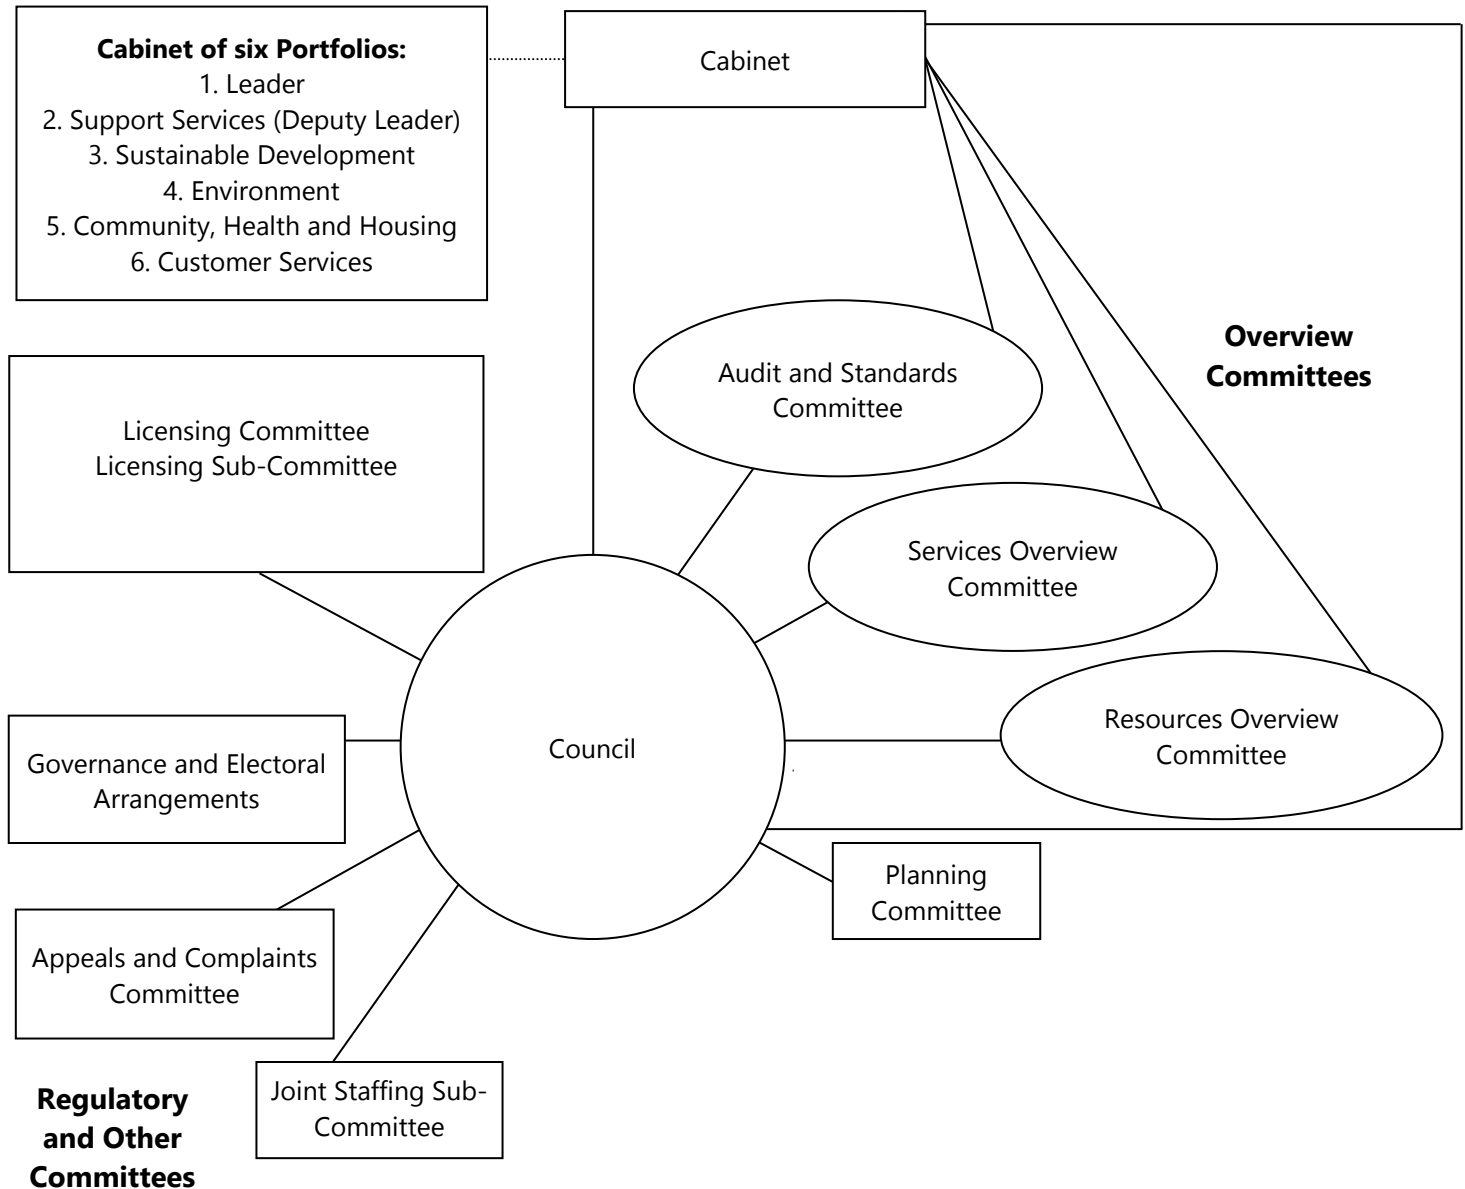 Cabinet of six Portfolios:
1. Leader
2. Support Services (Deputy Leader)
3. Sustainable Development
4. Environment
5. Community, Health and Housing
6. Customer Services
Cabinet
Overview
Committees
Audit and Standards
Committee
Licensing Committee
Licensing Sub-Committee
Services Overview
Committee
Resources Overview
Committee
Council
Governance and Electoral
Arrangements
Planning
Committee
Appeals and Complaints
Committee
Joint Staffing Sub-
Committee
Regulatory
and Other
Committees